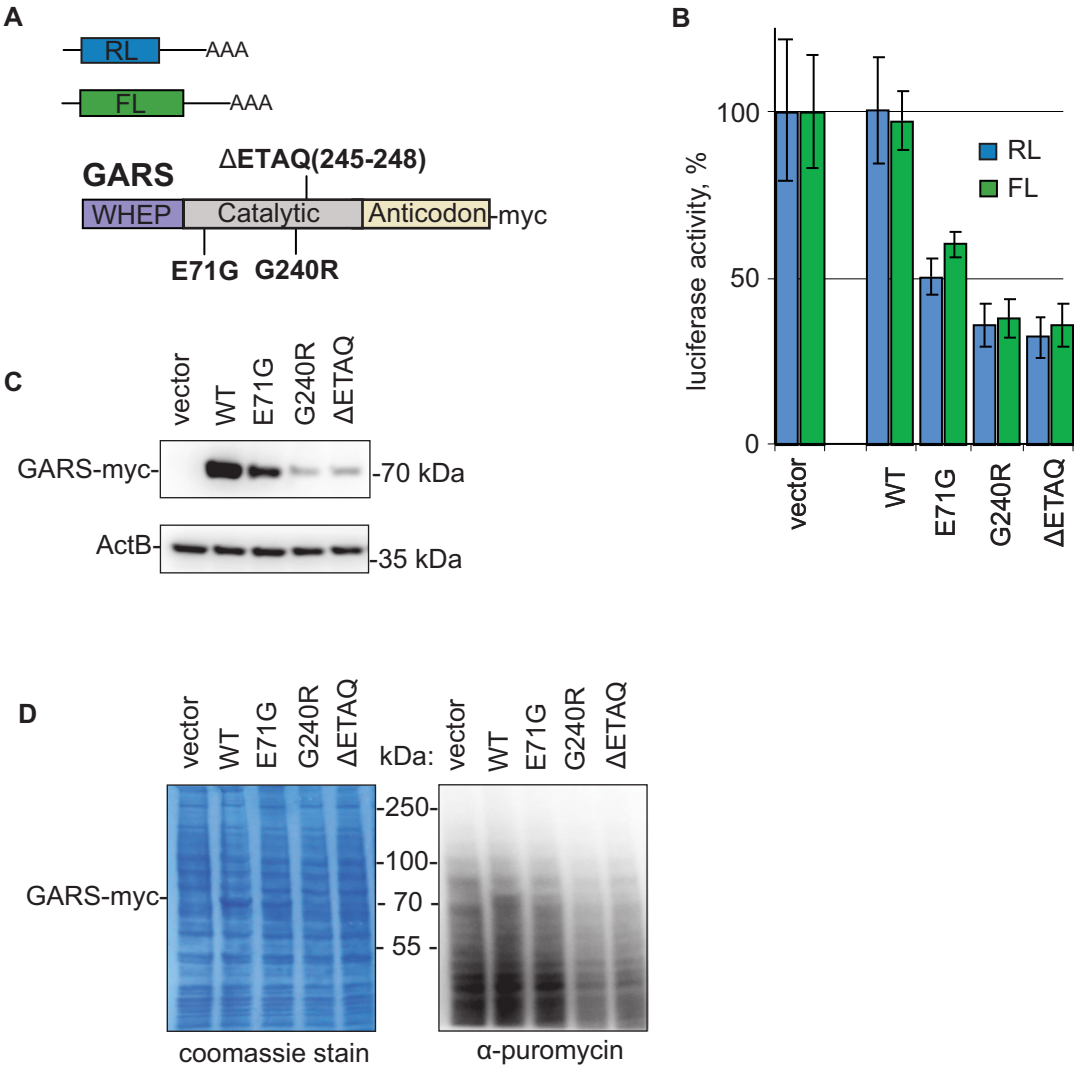 A
RL
AAA
FL
AAA
ΔETAQ(245-248)
GARS
WHEP
Catalytic
Anticodon
-myc
E71G
G240R
B
luciferase activity, %
100
50
0
RL
FL
vector
WT
E71G
G240R
ΔETAQ
C
vector
WT
E71G
G240R
ΔETAQ
GARS-myc-
-70 kDa
ActB-
-35 kDa
D
vector
WT
E71G
G240R
ΔETAQ
kDa:
vector
WT
E71G
G240R
ΔETAQ
-250-
-100-
GARS-myc-
- 70 -
- 55 -
coomassie stain
α-puromycin